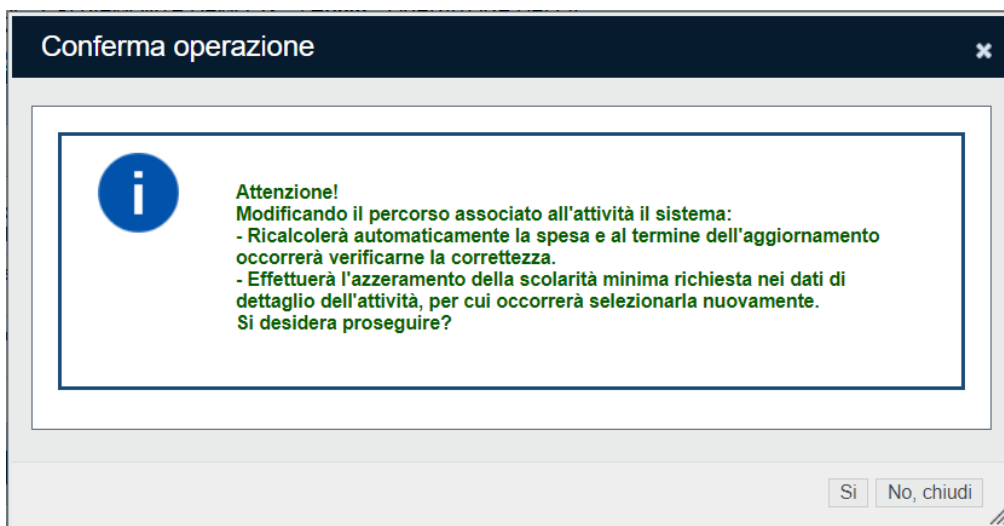 Conferma operazione
Attenzione!
Modificando il percorso associato all'attività il sistema:
- Ricalcolerà automaticamente la spesa e al termine dell'aggiornamento
occorrerà verificarne la correttezza.
- Effettuerà l'azzeramento della scolarità minima richiesta nei dati di
dettaglio dell'attività, per cui occorrerà selezionarla nuovamente.
Si desidera proseguire?
Si No, chiudi